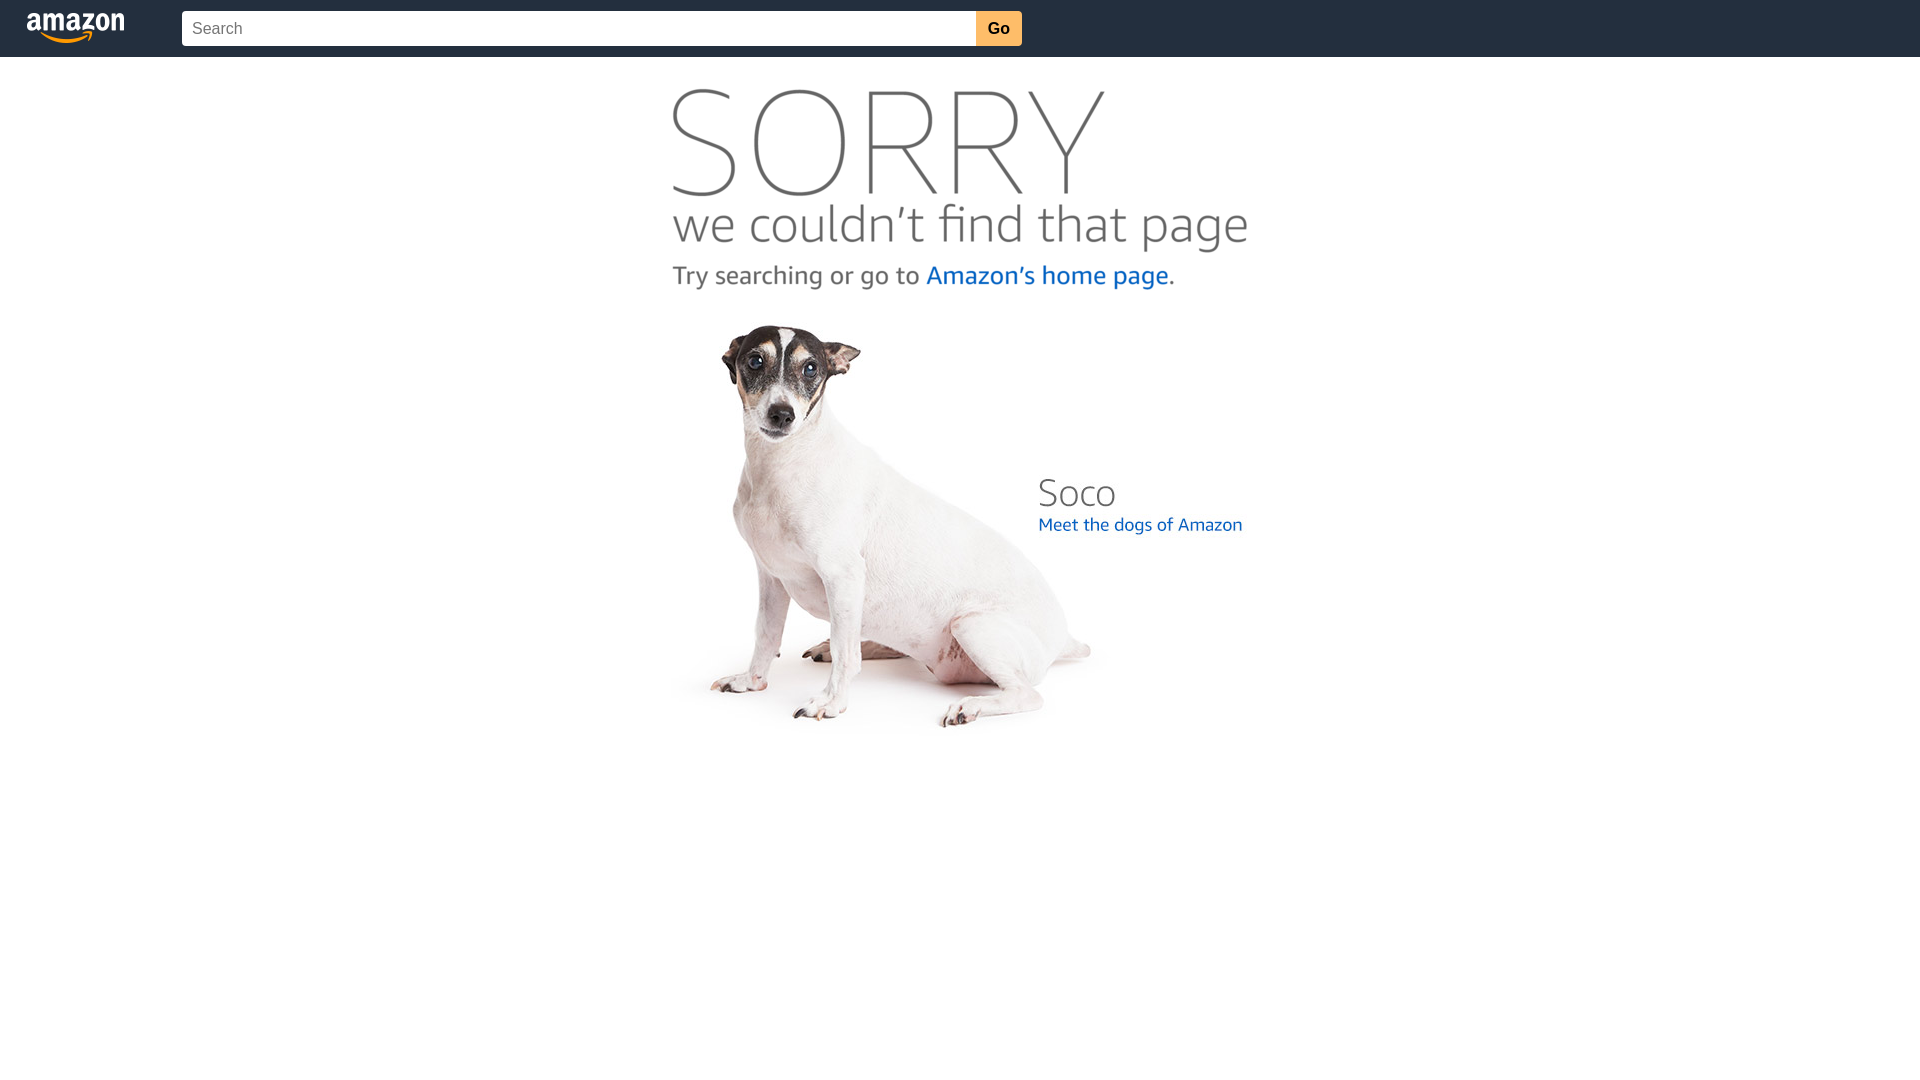 amazon
Search
Go
SORRY
we couldn't find that page
Try searching or go to Amazon's home page.
Soco
Meet the dogs of Amazon